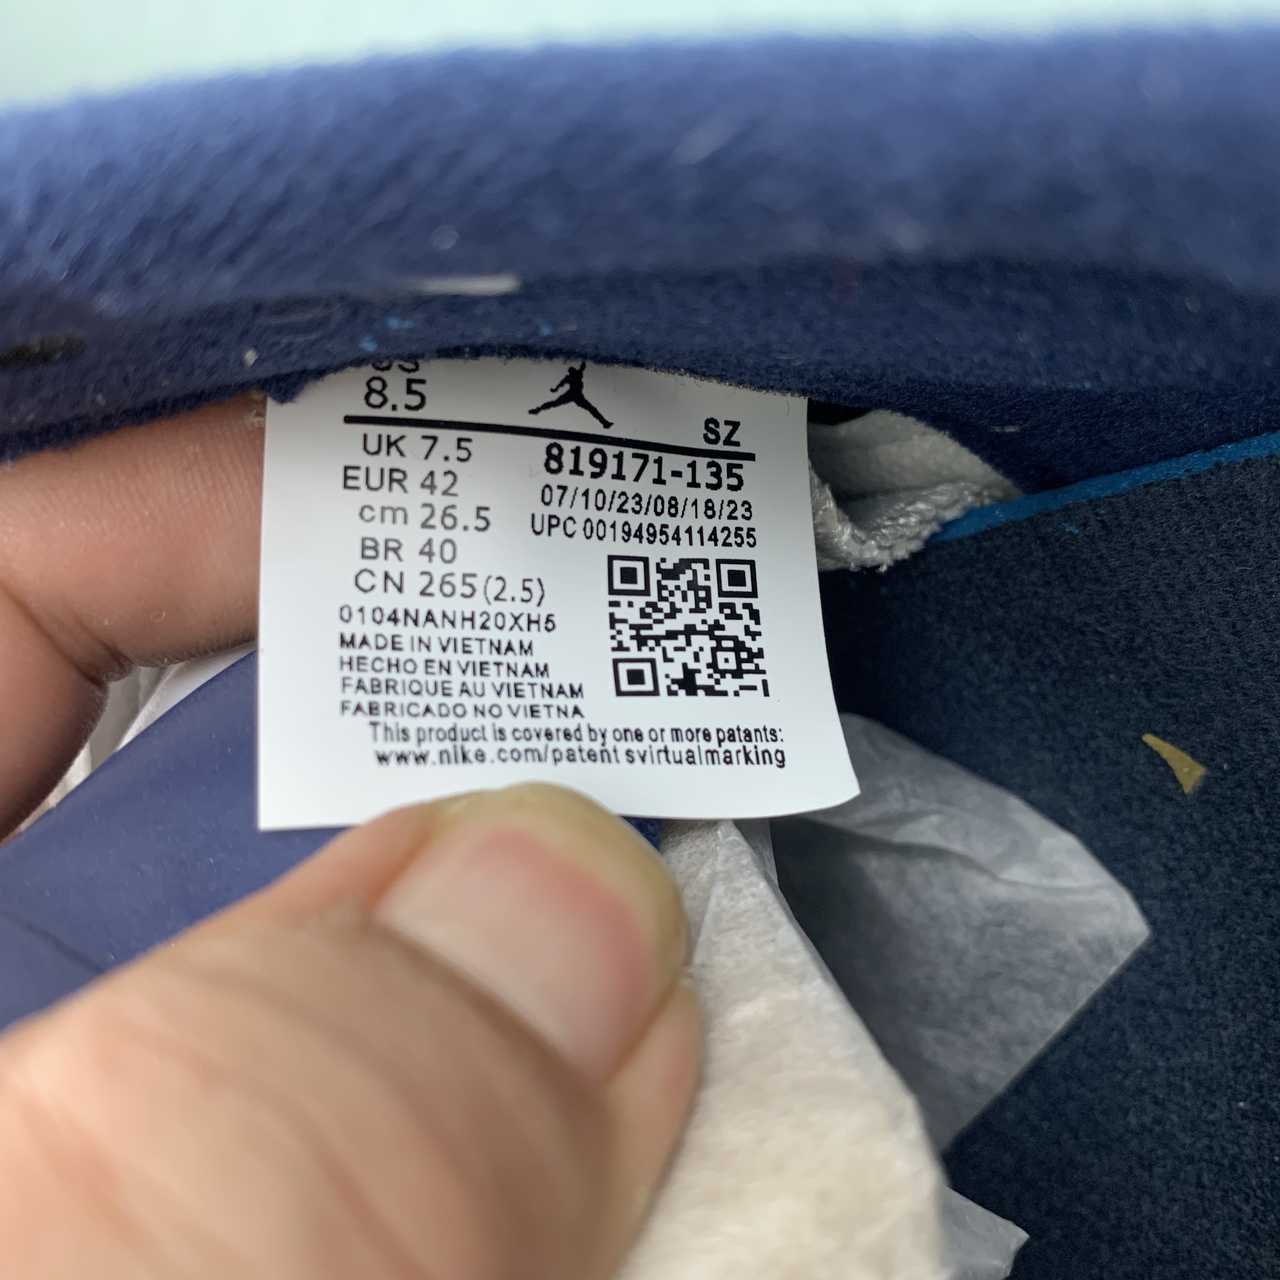 US
8.5
SZ
UK 7.5
819171-135
EUR 42
07/10/23/08/18/23
cm 26.5
UPC 00194954114255
BR 40
CN 265(2.5)
0104NANH20XH5
MADE IN VIETNAM
HECHO EN VIETNAM
FABRIQUE AU VIETNAM
FABRICADO NO VIETNA
This product is covered by one or more patants:
www.nike.com/patent svirtualmarking